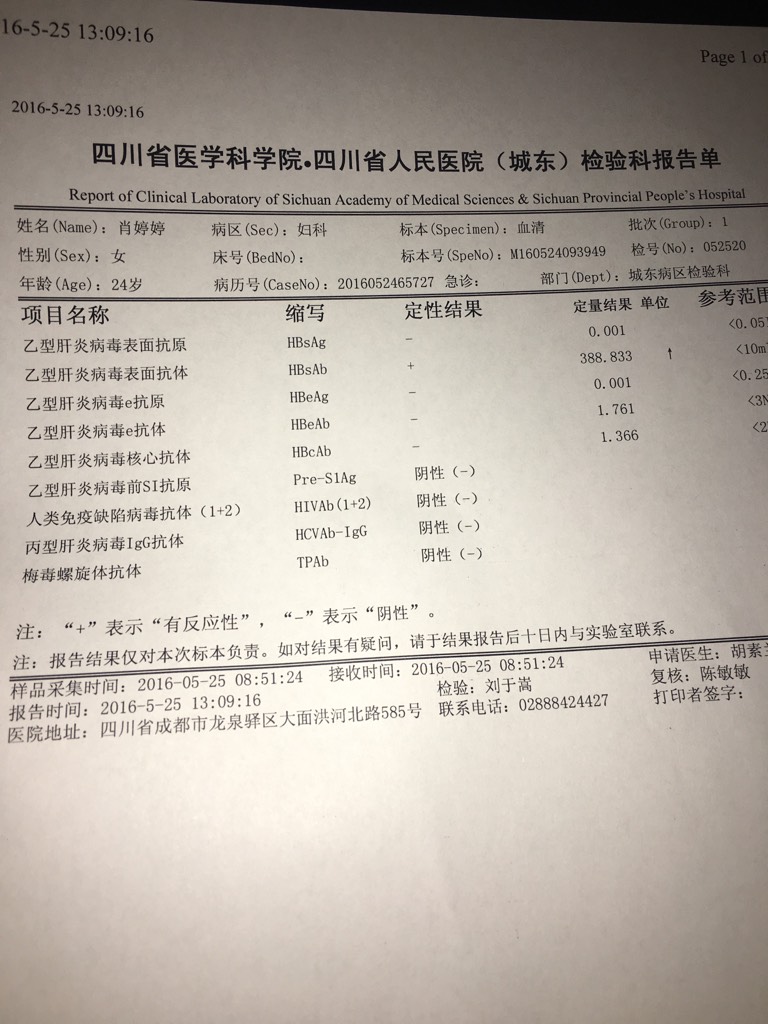 16-5-25 13:09:16
Page 1 of
2016-5-25 13:09:16
四川省医学科学院•四川省人民医院（城东）检验科报告单
Report of Clinical Laboratory of Sichuan Academy of Medical Sciences & Sichuan Provincial People's Hospital
姓名(Name): 肖婷婷 病区(Sec): 妇科 标本(Specimen): 血清 批次(Group): 1
性别(Sex): 女 床号(BedNo): 标本号(SpeNo): M160524093949 检号(No): 052520
年龄(Age): 24岁 病历号(CaseNo): 2016052465727 急诊: 部门(Dept): 城东病区检验科
项目名称 缩写 定性结果 定量结果 单位 参考范围
乙型肝炎病毒表面抗原 HBsAg - 0.001 <0.05
乙型肝炎病毒表面抗体 HBsAb + 388.833 ↑ <10m
乙型肝炎病毒e抗原 HBeAg - 0.001 <0.25
乙型肝炎病毒e抗体 HBeAb - 1.761 <3N
乙型肝炎病毒核心抗体 HBcAb - 1.366 <2
乙型肝炎病毒前SI抗原 Pre-S1Ag 阴性（-）
人类免疫缺陷病毒抗体（1+2） HIVAb(1+2) 阴性（-）
丙型肝炎病毒IgG抗体 HCVAb-IgG 阴性（-）
梅毒螺旋体抗体 TPAb 阴性（-）
注: “+”表示“有反应性”, “-”表示“阴性”。
注: 报告结果仅对本次标本负责。如对结果有疑问, 请于结果报告后十日内与实验室联系。
样品采集时间: 2016-05-25 08:51:24 接收时间: 2016-05-25 08:51:24 申请医生: 胡素
报告时间: 2016-5-25 13:09:16 检验: 刘于嵩 复核: 陈敏敏
医院地址: 四川省成都市龙泉驿区大面洪河北路585号 联系电话: 02888424427 打印者签字: